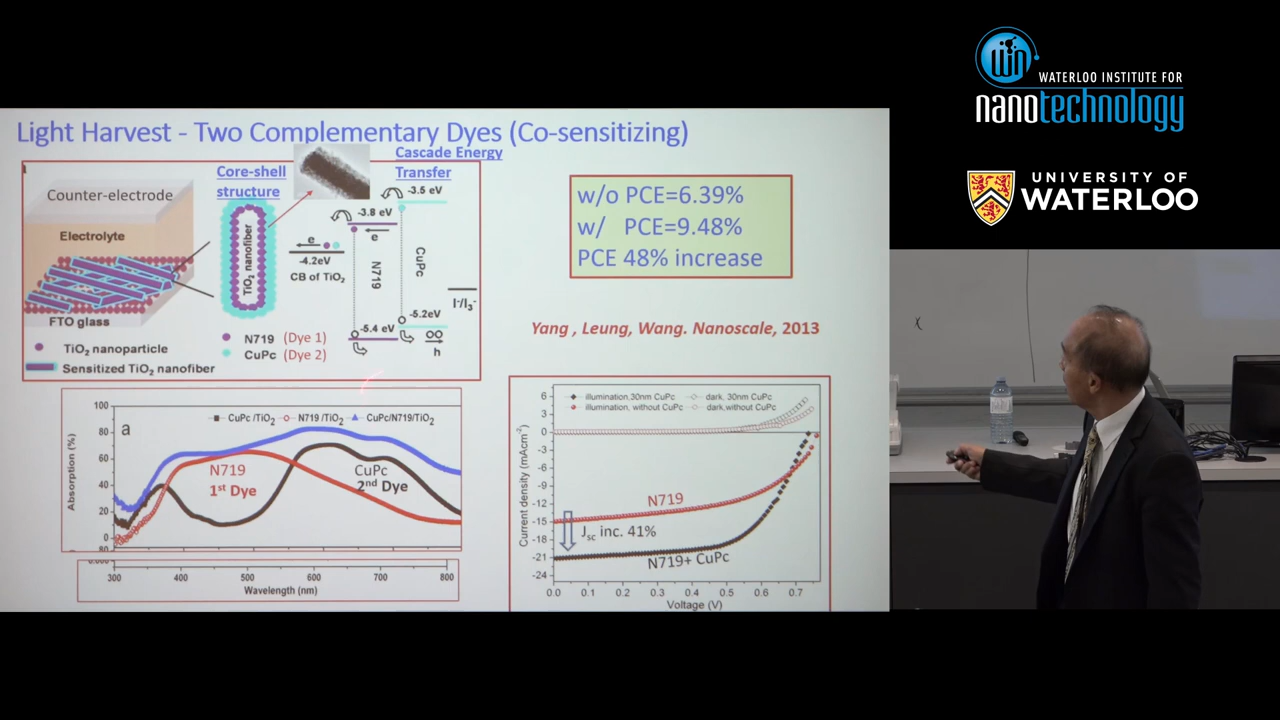 Light Harvest - Two Complementary Dyes (Co-sensitizing)
Core-shell
structure
Cascade Energy
Transfer
Counter-electrode
Electrolyte
FTO glass
TiO₂ nanoparticle
Sensitized TiO₂ nanofiber
TiO₂ nanofiber
N719 (Dye 1)
CuPc (Dye 2)
e
-4.2eV
CB of TiO₂
-3.8 eV
e
N719
-5.4 eV
-3.5 eV
CuPc
-5.2eV
h
I⁻/I₃⁻
w/o PCE=6.39%
w/ PCE=9.48%
PCE 48% increase
Yang , Leung, Wang. Nanoscale, 2013
a
CuPc /TiO₂ N719 /TiO₂ CuPc/N719/TiO₂
Absorption (%)
100
80
60
40
20
0
N719
1st Dye
CuPc
2nd Dye
300 400 500 600 700 800
Wavelength (nm)
illumination,30nm CuPc dark, 30nm CuPc
illumination, without CuPc dark,without CuPc
Current density (mAcm⁻²)
6
3
0
-3
-6
-9
-12
-15
-18
-21
-24
N719
Jsc inc. 41%
N719+ CuPc
0.0 0.1 0.2 0.3 0.4 0.5 0.6 0.7
Voltage (V)
WIN
WATERLOO INSTITUTE FOR
nanotechnology
UNIVERSITY OF
WATERLOO